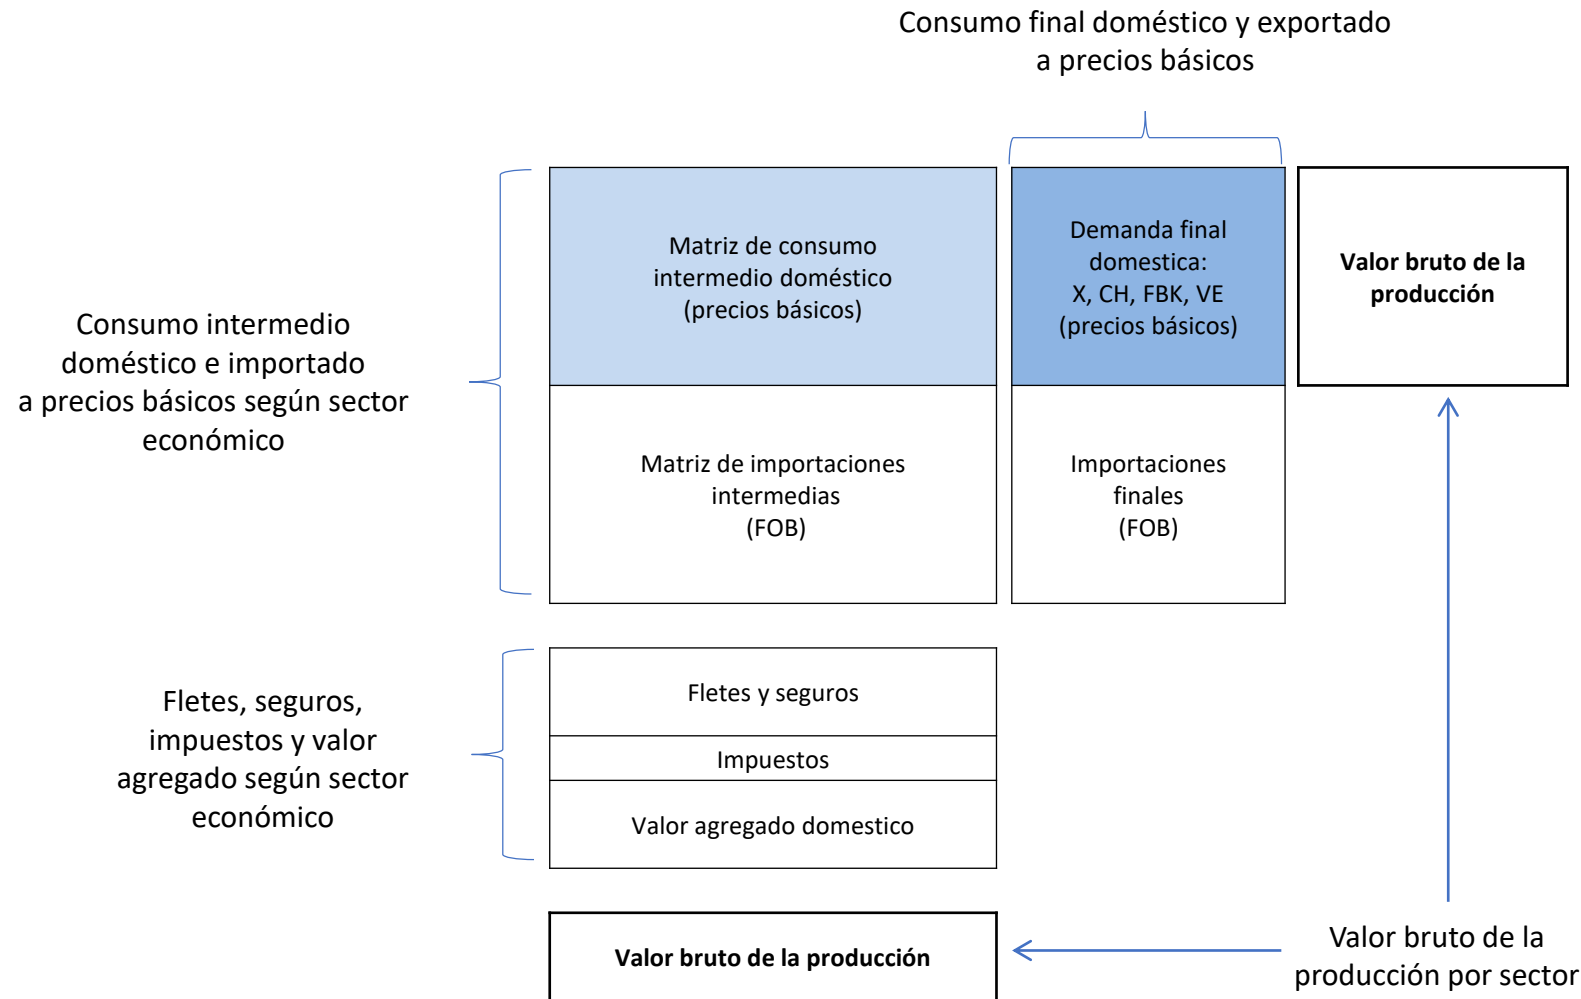 Consumo final doméstico y exportado
a precios básicos
Matriz de consumo
intermedio doméstico
(precios básicos)
Demanda final
domestica:
X, CH, FBK, VE
(precios básicos)
Valor bruto de la
producción
Consumo intermedio
doméstico e importado
a precios básicos según sector
económico
Matriz de importaciones
intermedias
(FOB)
Importaciones
finales
(FOB)
Fletes, seguros,
impuestos y valor
agregado según sector
económico
Fletes y seguros
Impuestos
Valor agregado domestico
Valor bruto de la producción
Valor bruto de la
producción por sector